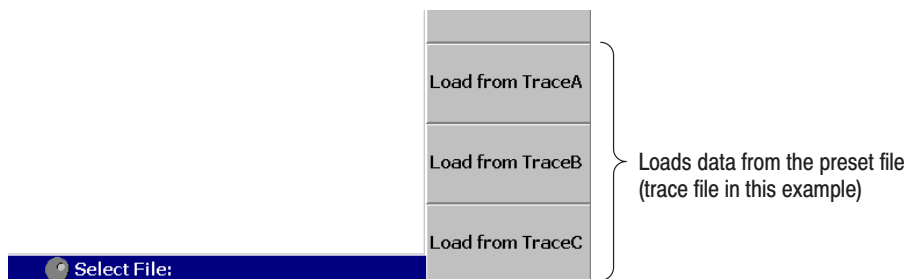 Load from TraceA
Load from TraceB
Loads data from the preset file
(trace file in this example)
Load from TraceC
Select File: